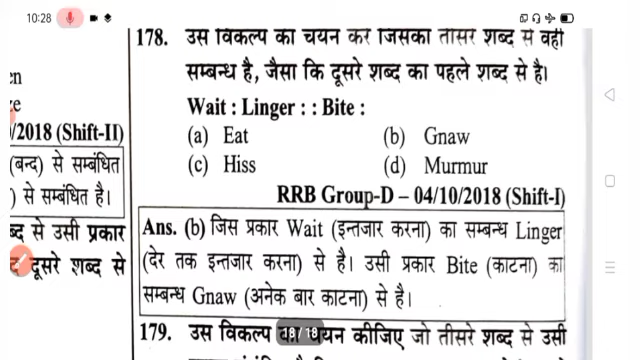 10:28
178. उस विकल्प का चयन करें जिसका तीसरे शब्द से वही
सम्बन्ध है, जैसा कि दूसरे शब्द का पहले शब्द से है।
Wait : Linger : : Bite :
(a) Eat (b) Gnaw
(c) Hiss (d) Murmur
RRB Group-D – 04/10/2018 (Shift-I)
Ans. (b) जिस प्रकार Wait (इन्तजार करना) का सम्बन्ध Linger
(देर तक इन्तजार करना) से है। उसी प्रकार Bite (काटना) का
सम्बन्ध Gnaw (अनेक बार काटना) से है।
179. उस विकल्प का चयन कीजिए जो तीसरे शब्द से उसी
18 / 18
en
/2018 (Shift-II)
(बन्द) से सम्बंधित
) से सम्बंधित है।
ब्द से उसी प्रकार
दूसरे शब्द से